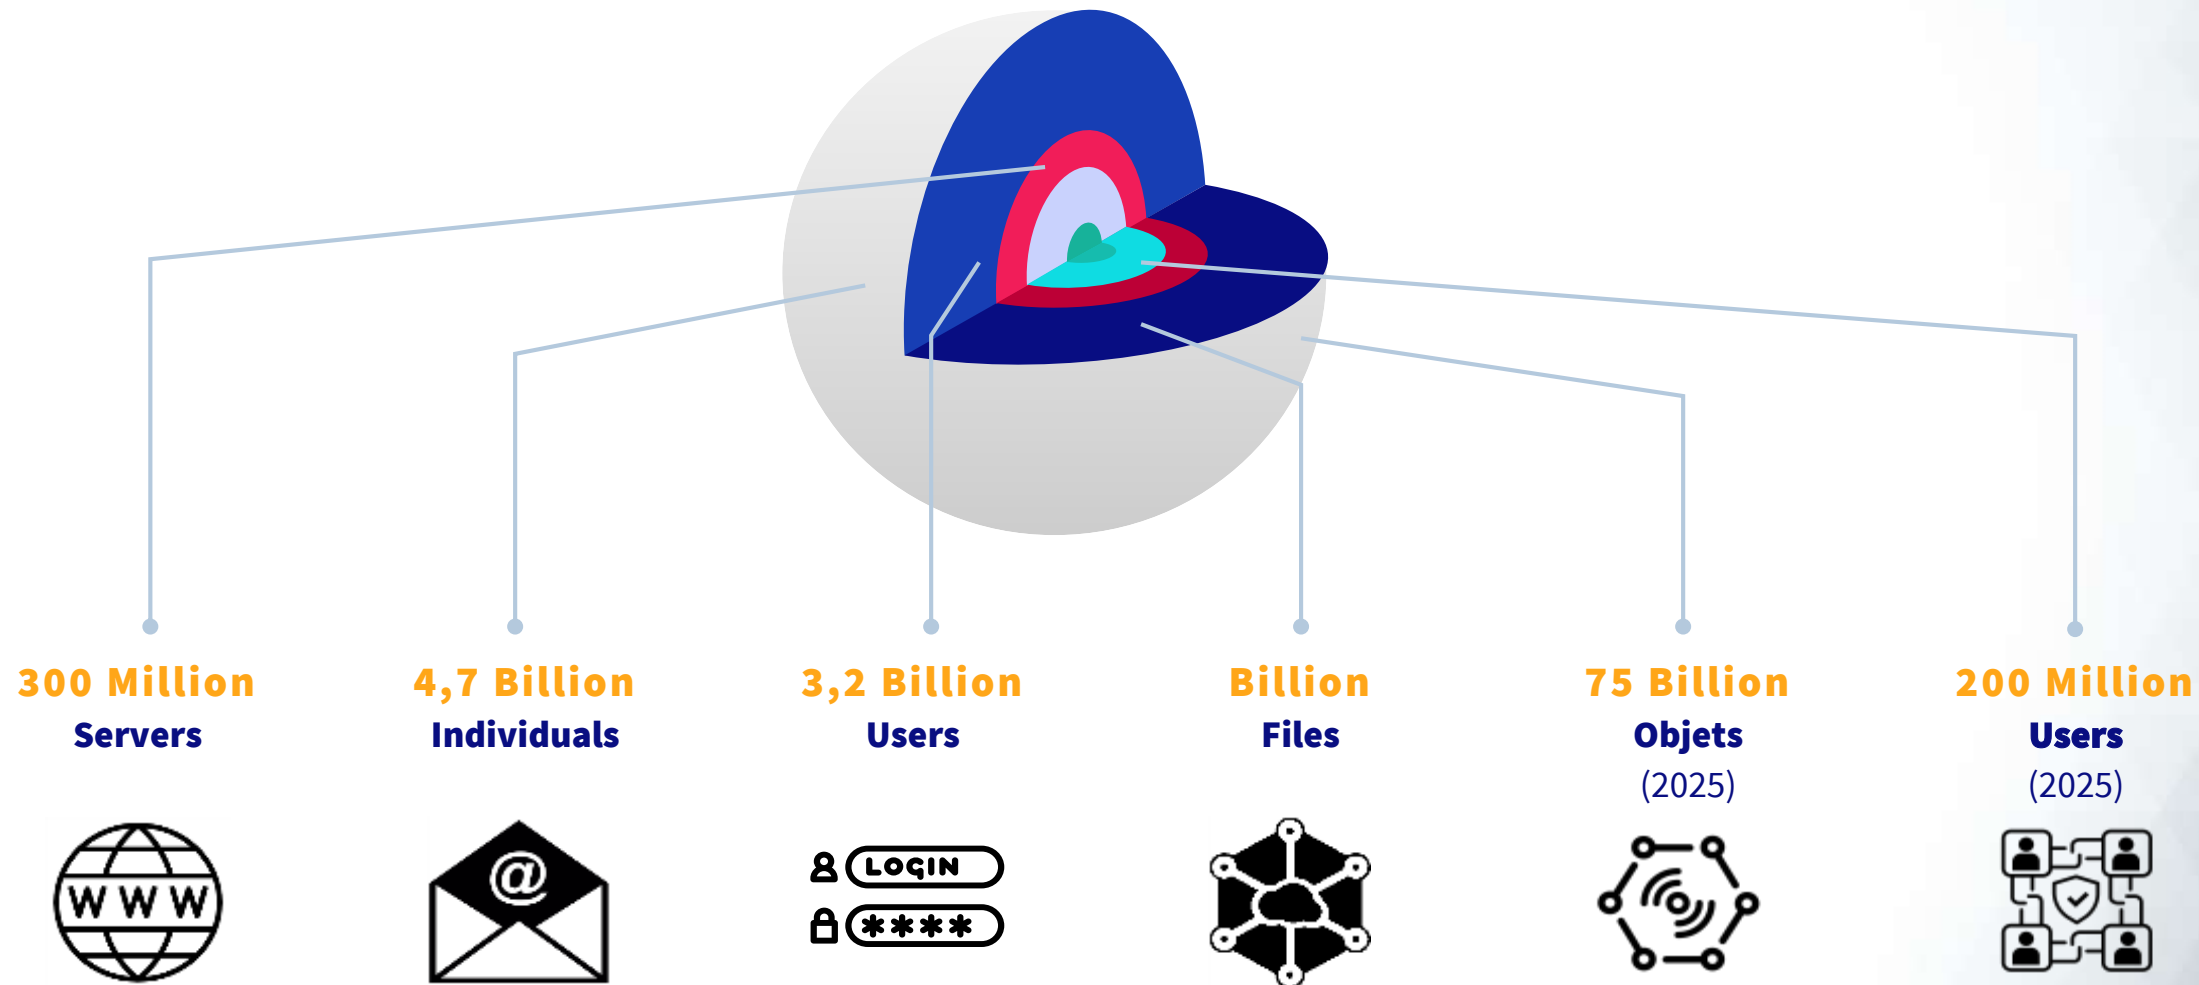 300 Million
Servers
4,7 Billion
Individuals
3,2 Billion
Users
Billion
Files
75 Billion
Objets
(2025)
200 Million
Users
(2025)
WWW
@
LOGIN
****